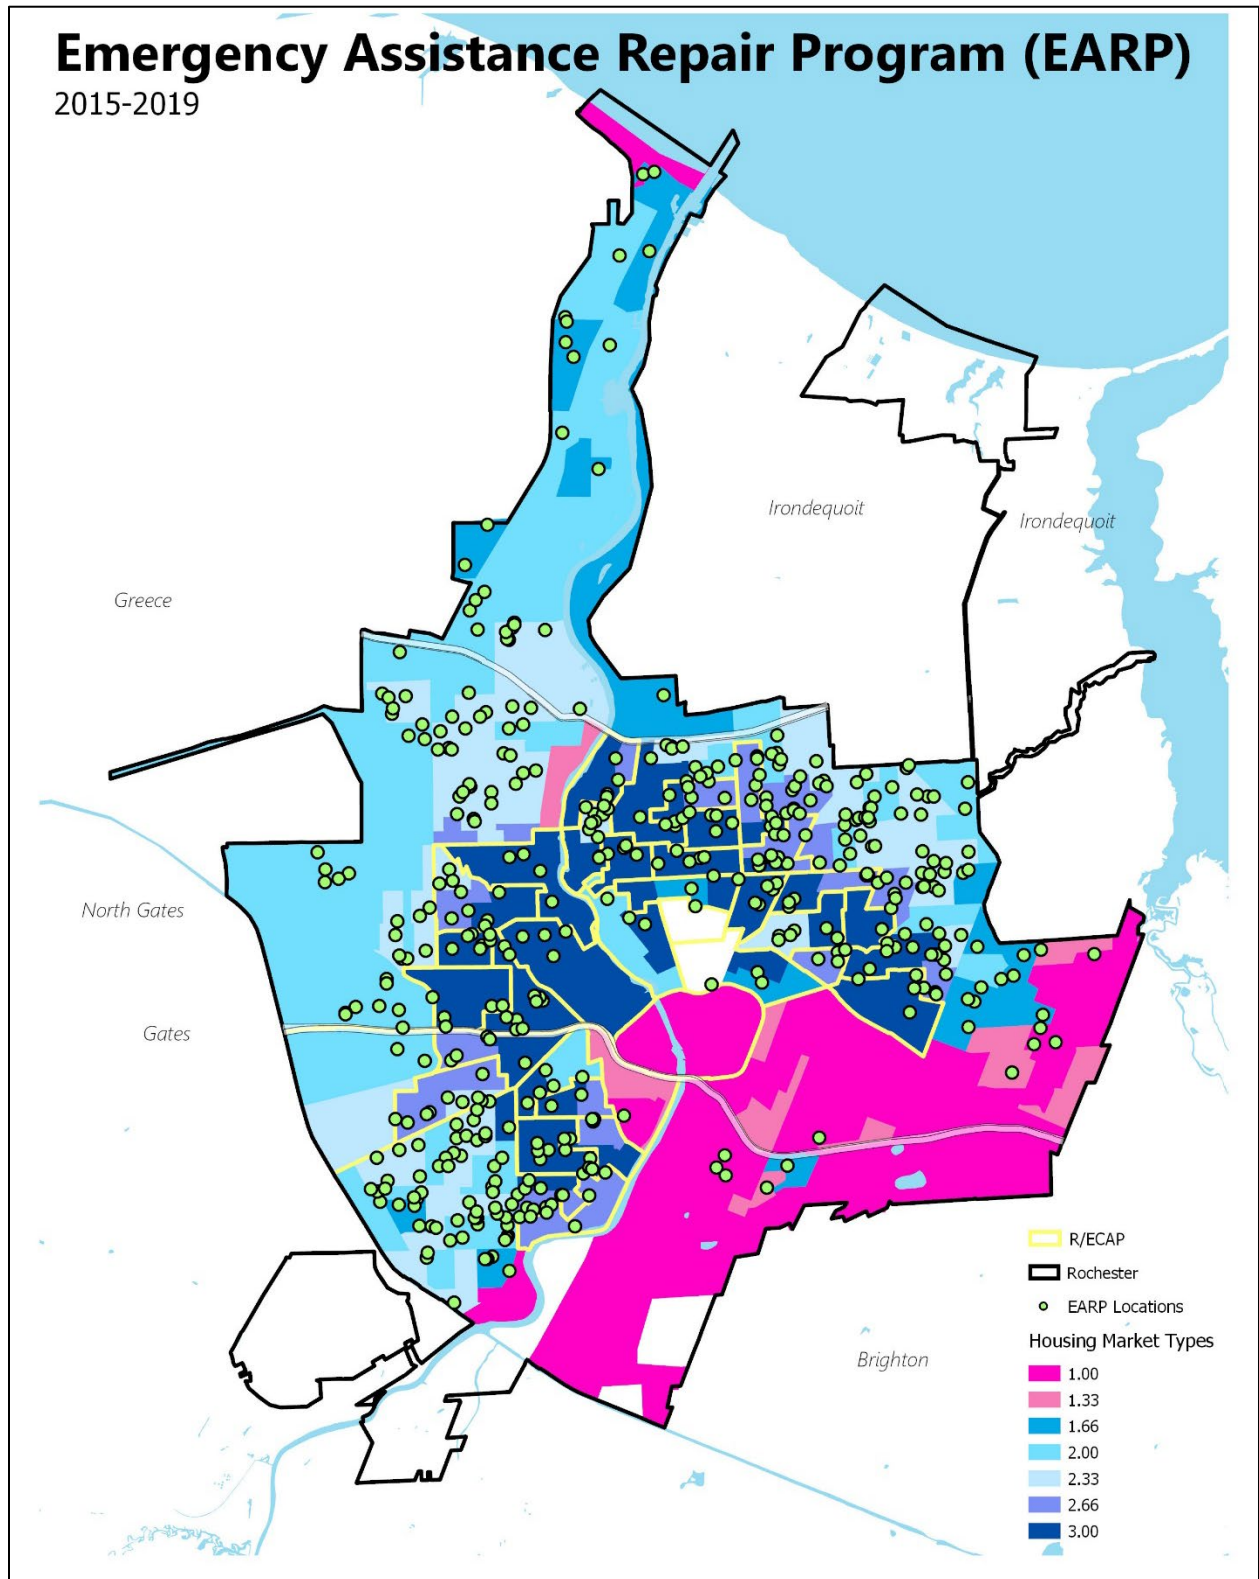 Emergency Assistance Repair Program (EARP)
2015-2019
Irondequoit
Irondequoit
Greece
North Gates
Gates
Brighton
R/ECAP
Rochester
EARP Locations
Housing Market Types
1.00
1.33
1.66
2.00
2.33
2.66
3.00